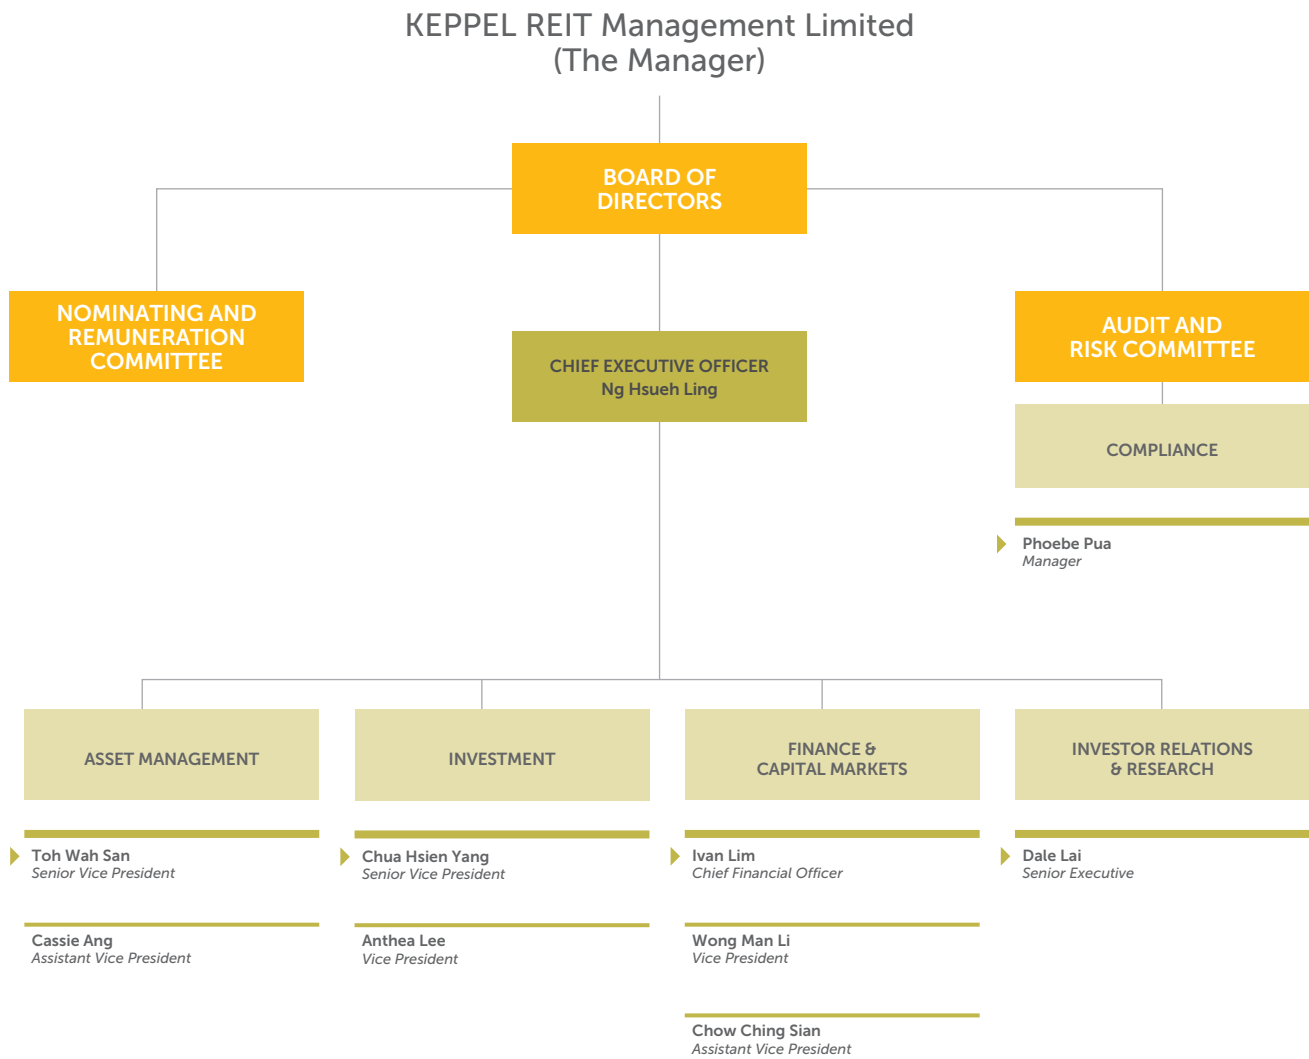 KEPPEL REIT Management Limited
(The Manager)
BOARD OF
DIRECTORS
NOMINATING AND
REMUNERATION
COMMITTEE
CHIEF EXECUTIVE OFFICER
Ng Hsueh Ling
AUDIT AND
RISK COMMITTEE
COMPLIANCE
Phoebe Pua
Manager
ASSET MANAGEMENT
Toh Wah San
Senior Vice President
Cassie Ang
Assistant Vice President
INVESTMENT
Chua Hsien Yang
Senior Vice President
Anthea Lee
Vice President
FINANCE &
CAPITAL MARKETS
Ivan Lim
Chief Financial Officer
Wong Man Li
Vice President
Chow Ching Sian
Assistant Vice President
INVESTOR RELATIONS
& RESEARCH
Dale Lai
Senior Executive